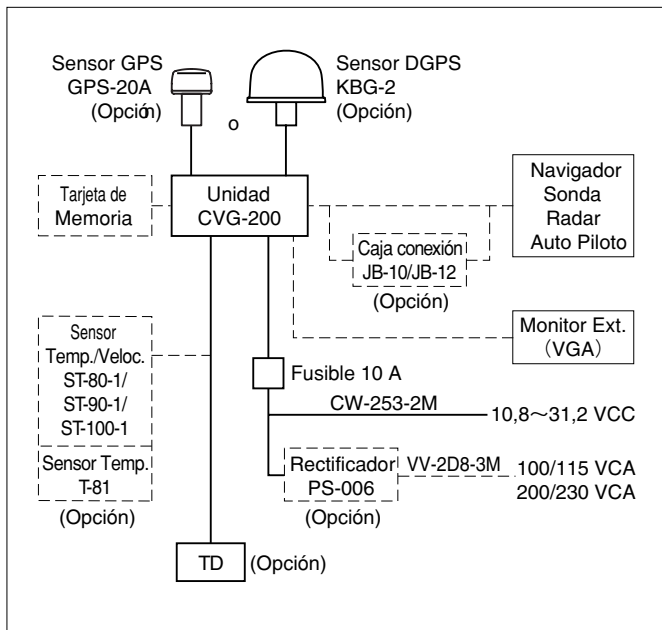 Sensor GPS
GPS-20A
(Opción)
o
Sensor DGPS
KBG-2
(Opción)
Tarjeta de
Memoria
Unidad
CVG-200
Navigador
Sonda
Radar
Auto Piloto
Caja conexión
JB-10/JB-12
(Opción)
Sensor
Temp./Veloc.
ST-80-1/
ST-90-1/
ST-100-1
Sensor Temp.
T-81
(Opción)
Monitor Ext.
(VGA)
Fusible 10 A
CW-253-2M
10,8~31,2 VCC
Rectificador
PS-006
(Opción)
VV-2D8-3M
100/115 VCA
200/230 VCA
TD
(Opción)